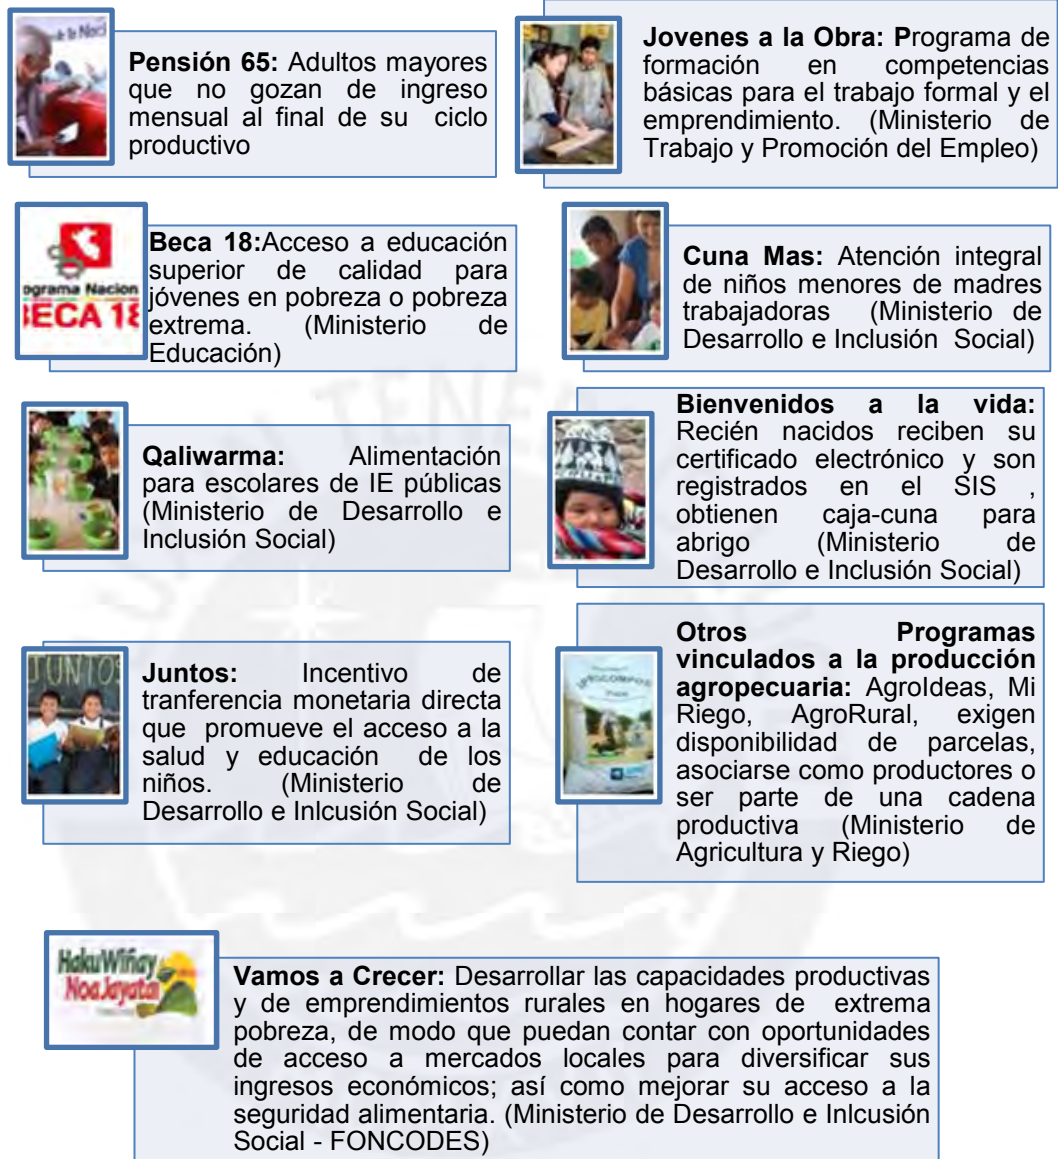 Pensión 65: Adultos mayores
que no gozan de ingreso
mensual al final de su ciclo
productivo
Jovenes a la Obra: Programa de
formación en competencias
básicas para el trabajo formal y el
emprendimiento. (Ministerio de
Trabajo y Promoción del Empleo)
BECA 18
Beca 18:Acceso a educación
superior de calidad para
jóvenes en pobreza o pobreza
extrema. (Ministerio de
Educación)
Cuna Mas: Atención integral
de niños menores de madres
trabajadoras (Ministerio de
Desarrollo e Inclusión Social)
Qaliwarma: Alimentación
para escolares de IE públicas
(Ministerio de Desarrollo e
Inclusión Social)
Bienvenidos a la vida:
Recién nacidos reciben su
certificado electrónico y son
registrados en el SIS ,
obtienen caja-cuna para
abrigo (Ministerio de
Desarrollo e Inclusión Social)
JUNTOS
Juntos: Incentivo de
tranferencia monetaria directa
que promueve el acceso a la
salud y educación de los
niños. (Ministerio de
Desarrollo e Inlcusión Social)
Otros Programas
vinculados a la producción
agropecuaria: AgroIdeas, Mi
Riego, AgroRural, exigen
disponibilidad de parcelas,
asociarse como productores o
ser parte de una cadena
productiva (Ministerio de
Agricultura y Riego)
HakuWiñay
NoaJayatai
Vamos a Crecer: Desarrollar las capacidades productivas
y de emprendimientos rurales en hogares de extrema
pobreza, de modo que puedan contar con oportunidades
de acceso a mercados locales para diversificar sus
ingresos económicos; así como mejorar su acceso a la
seguridad alimentaria. (Ministerio de Desarrollo e Inlcusión
Social - FONCODES)